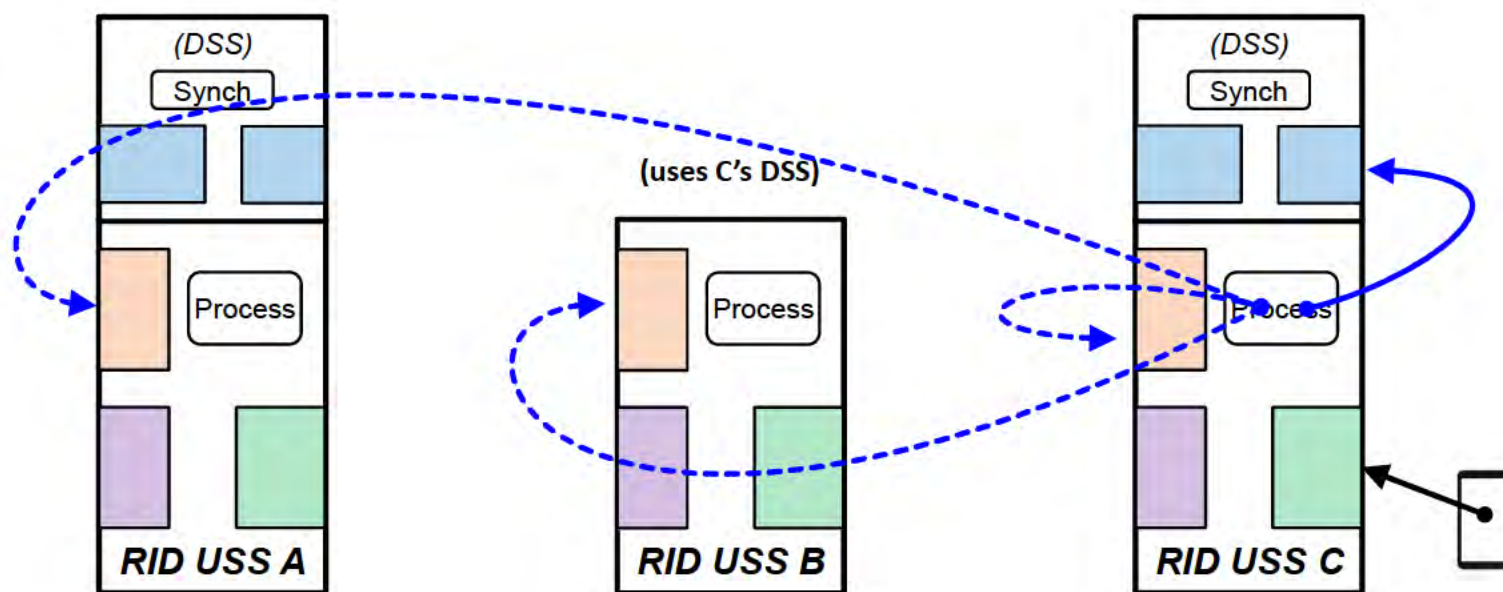 (DSS)
Synch
(DSS)
Synch
(uses C's DSS)
Process
Process
Process
RID USS A
RID USS B
RID USS C